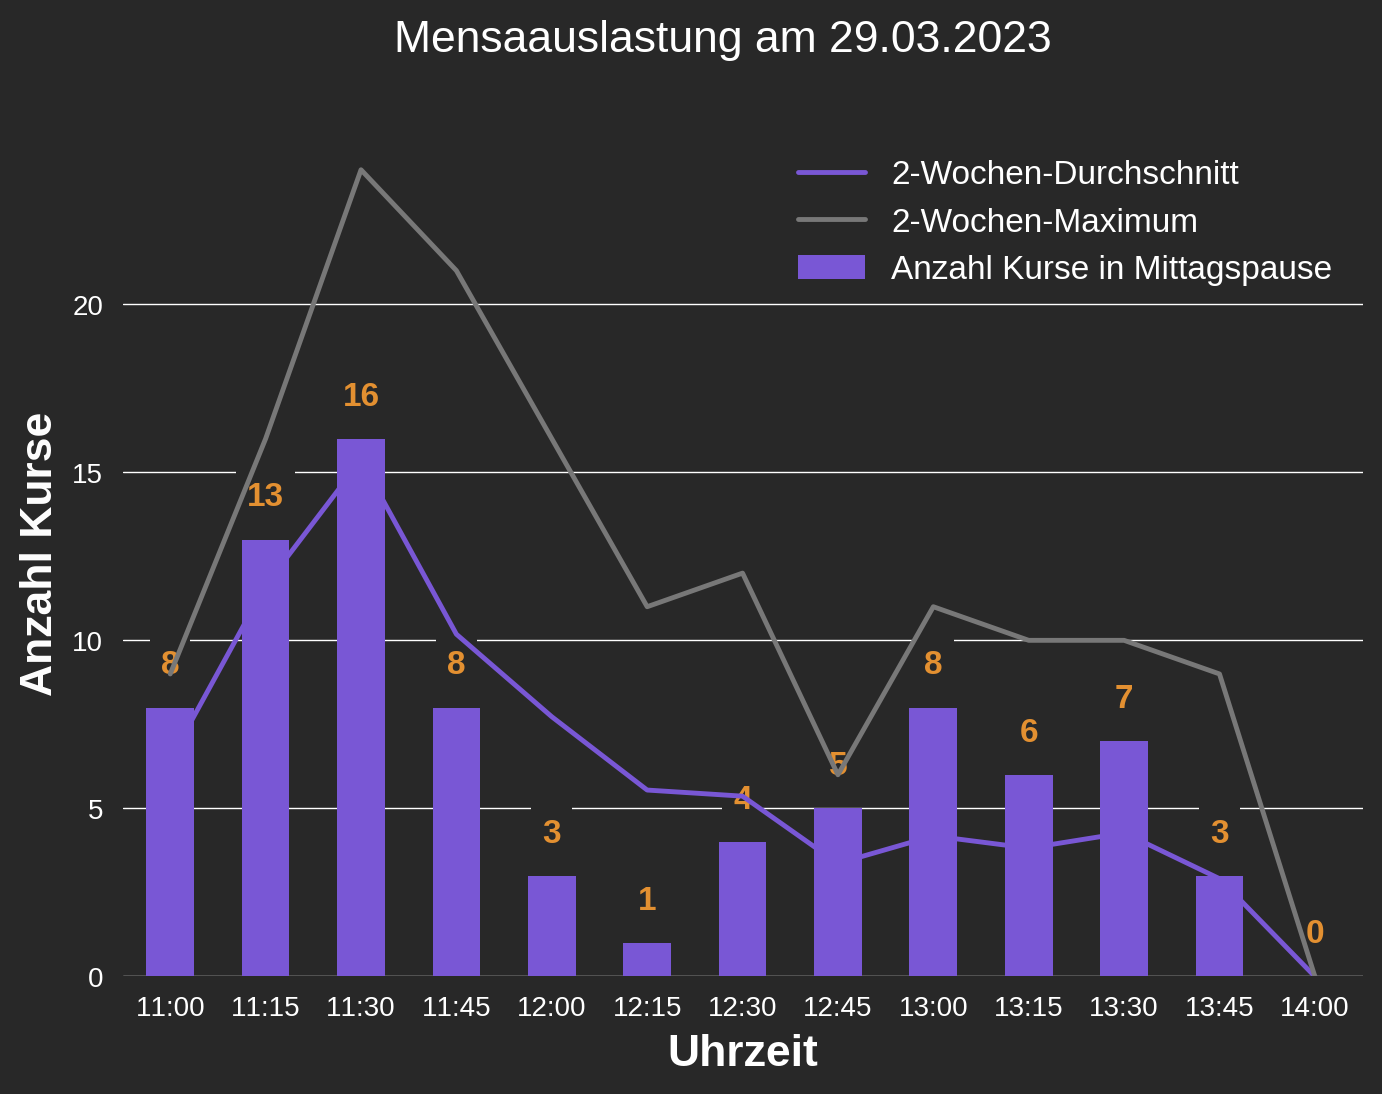 Mensaauslastung am 29.03.2023
2-Wochen-Durchschnitt
2-Wochen-Maximum
Anzahl Kurse in Mittagspause
Anzahl Kurse
20
15
10
5
0
8
13
16
8
3
1
4
5
8
6
7
3
0
11:00 11:15 11:30 11:45 12:00 12:15 12:30 12:45 13:00 13:15 13:30 13:45 14:00
Uhrzeit